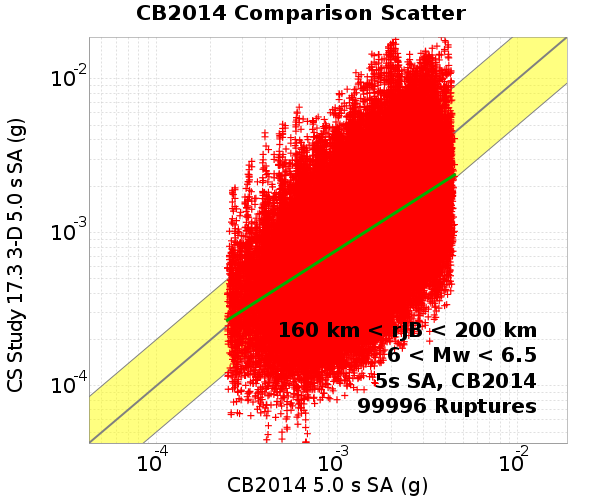 CB2014 Comparison Scatter
CS Study 17.3 3-D 5.0 s SA (g)
10-2
10-3
10-4
160 km < rJB < 200 km
6 < Mw < 6.5
5s SA, CB2014
99996 Ruptures
10-4 10-3 10-2
CB2014 5.0 s SA (g)